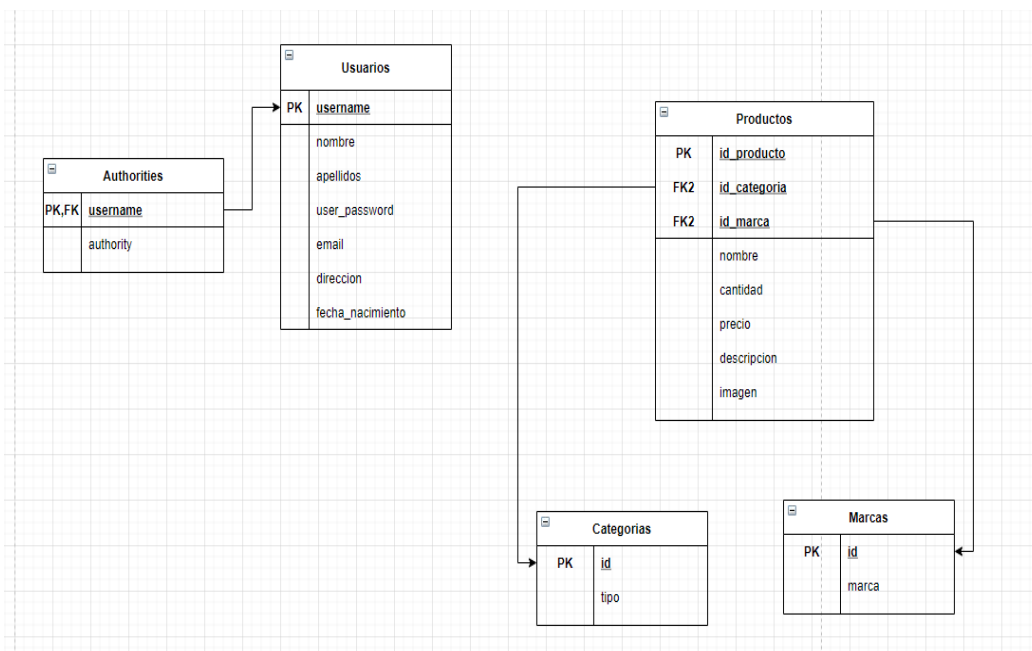 Usuarios
PK username
nombre
apellidos
user_password
email
direccion
fecha_nacimiento
Authorities
PK,FK username
authority
Productos
PK id_producto
FK2 id_categoria
FK2 id_marca
nombre
cantidad
precio
descripcion
imagen
Categorias
PK id
tipo
Marcas
PK id
marca